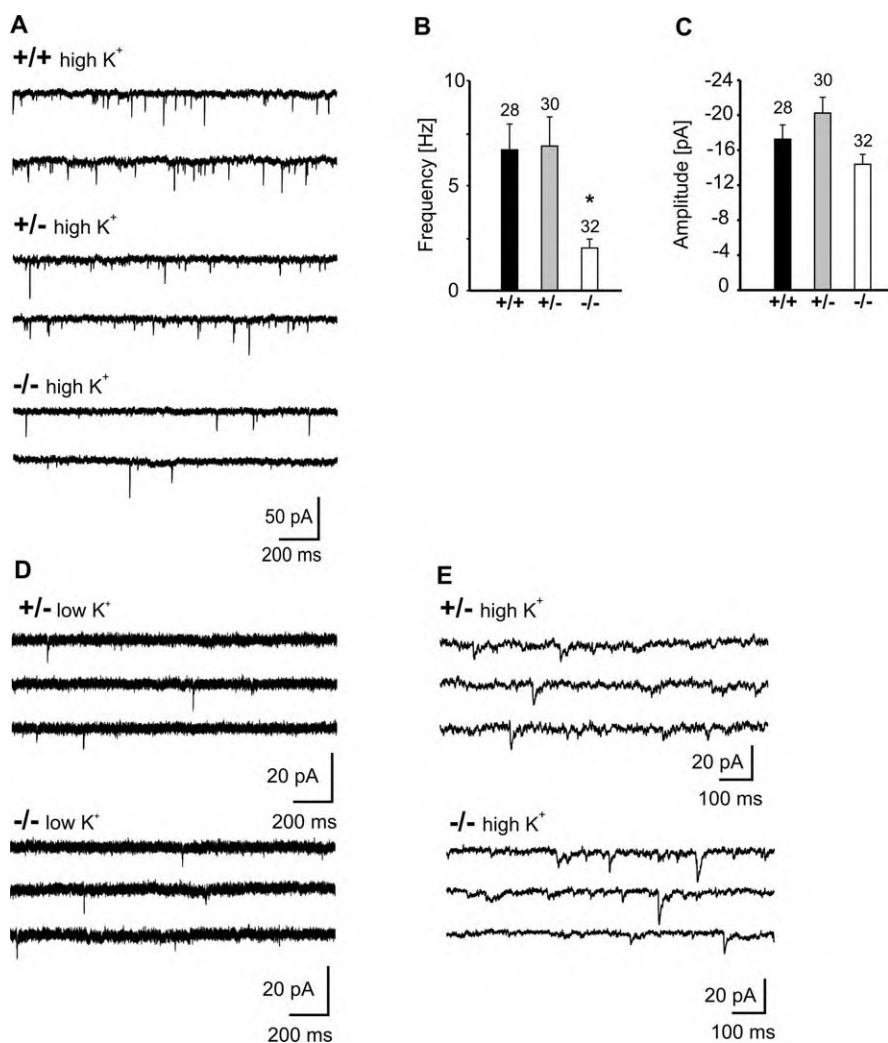 A
+/+ high K+
+/- high K+
-/- high K+
50 pA
200 ms
B
Frequency [Hz]
10
5
0
28
30
*
32
+/+ +/- -/-
C
Amplitude [pA]
-24
-20
-16
-12
-8
-4
0
28
30
32
+/+ +/- -/-
D
+/- low K+
20 pA
200 ms
-/- low K+
20 pA
200 ms
E
+/- high K+
20 pA
100 ms
-/- high K+
20 pA
100 ms